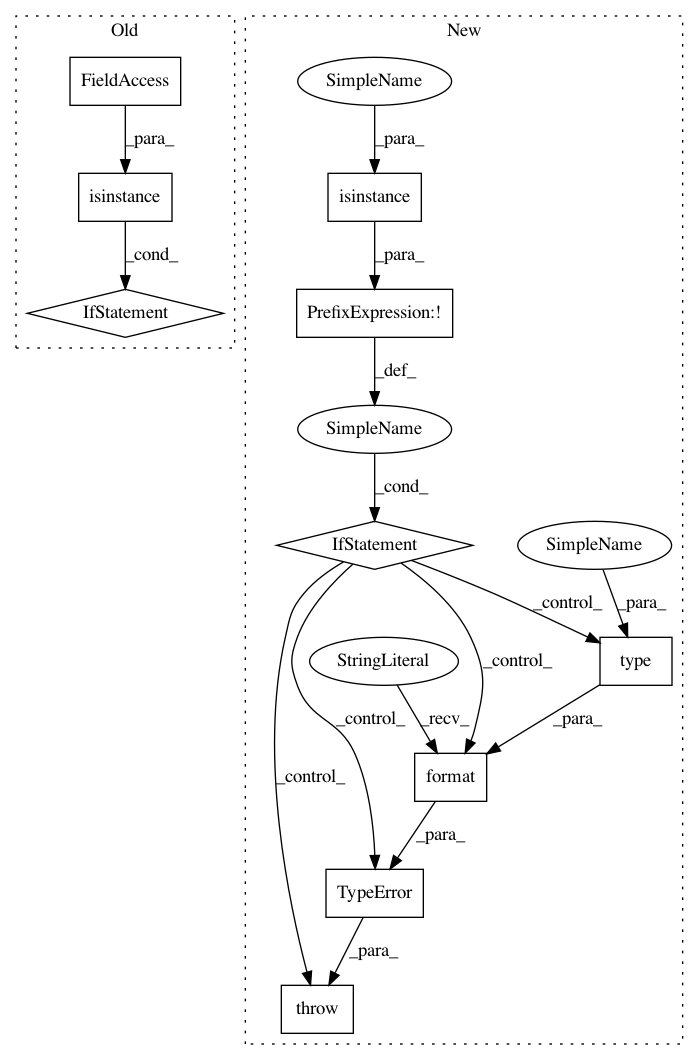 Old
New
FieldAccess
SimpleName
_para_
_para_
isinstance
isinstance
_cond_
_para_
IfStatement
PrefixExpression:!
_def_
SimpleName
_cond_
IfStatement
SimpleName
_control_
_para_
StringLiteral
_control_
type
_control_
_recv_
_para_
_control_
format
_para_
TypeError
_para_
throw